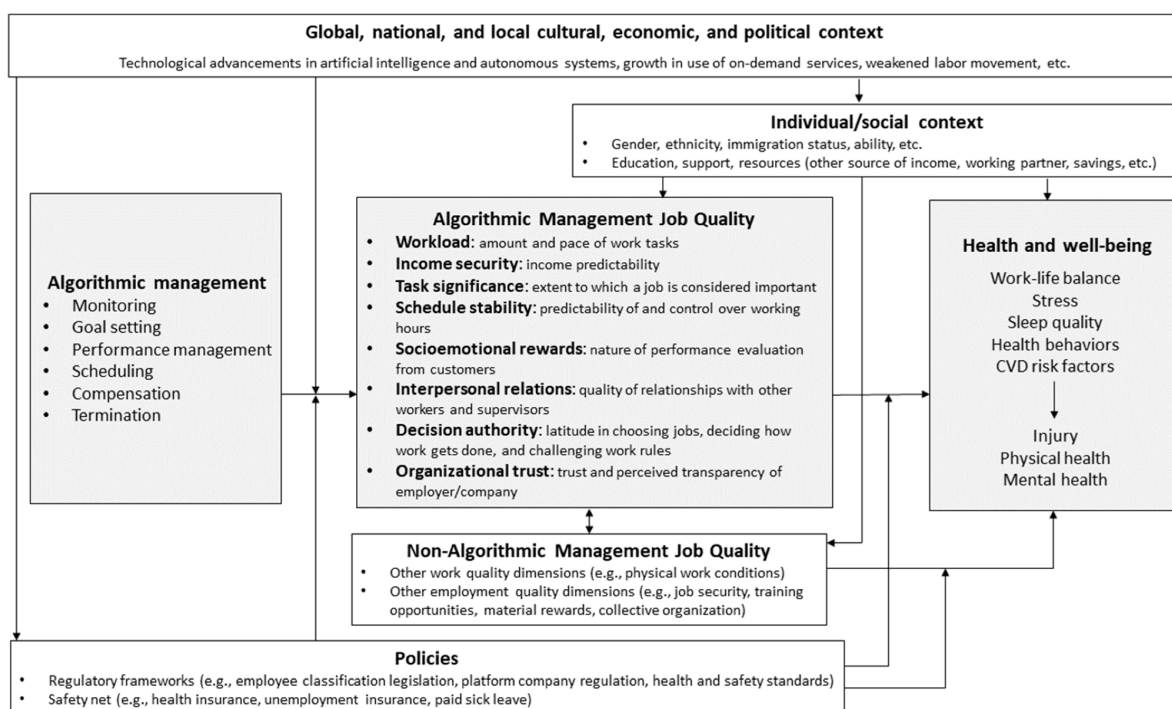 Global, national, and local cultural, economic, and political context
Technological advancements in artificial intelligence and autonomous systems, growth in use of on-demand services, weakened labor movement, etc.
Individual/social context
• Gender, ethnicity, immigration status, ability, etc.
• Education, support, resources (other source of income, working partner, savings, etc.)
Algorithmic management
• Monitoring
• Goal setting
• Performance management
• Scheduling
• Compensation
• Termination
Algorithmic Management Job Quality
• Workload: amount and pace of work tasks
• Income security: income predictability
• Task significance: extent to which a job is considered important
• Schedule stability: predictability of and control over working
hours
• Socioemotional rewards: nature of performance evaluation
from customers
• Interpersonal relations: quality of relationships with other
workers and supervisors
• Decision authority: latitude in choosing jobs, deciding how
work gets done, and challenging work rules
• Organizational trust: trust and perceived transparency of
employer/company
Health and well-being
Work-life balance
Stress
Sleep quality
Health behaviors
CVD risk factors
Injury
Physical health
Mental health
Non-Algorithmic Management Job Quality
• Other work quality dimensions (e.g., physical work conditions)
• Other employment quality dimensions (e.g., job security, training
opportunities, material rewards, collective organization)
Policies
• Regulatory frameworks (e.g., employee classification legislation, platform company regulation, health and safety standards)
• Safety net (e.g., health insurance, unemployment insurance, paid sick leave)